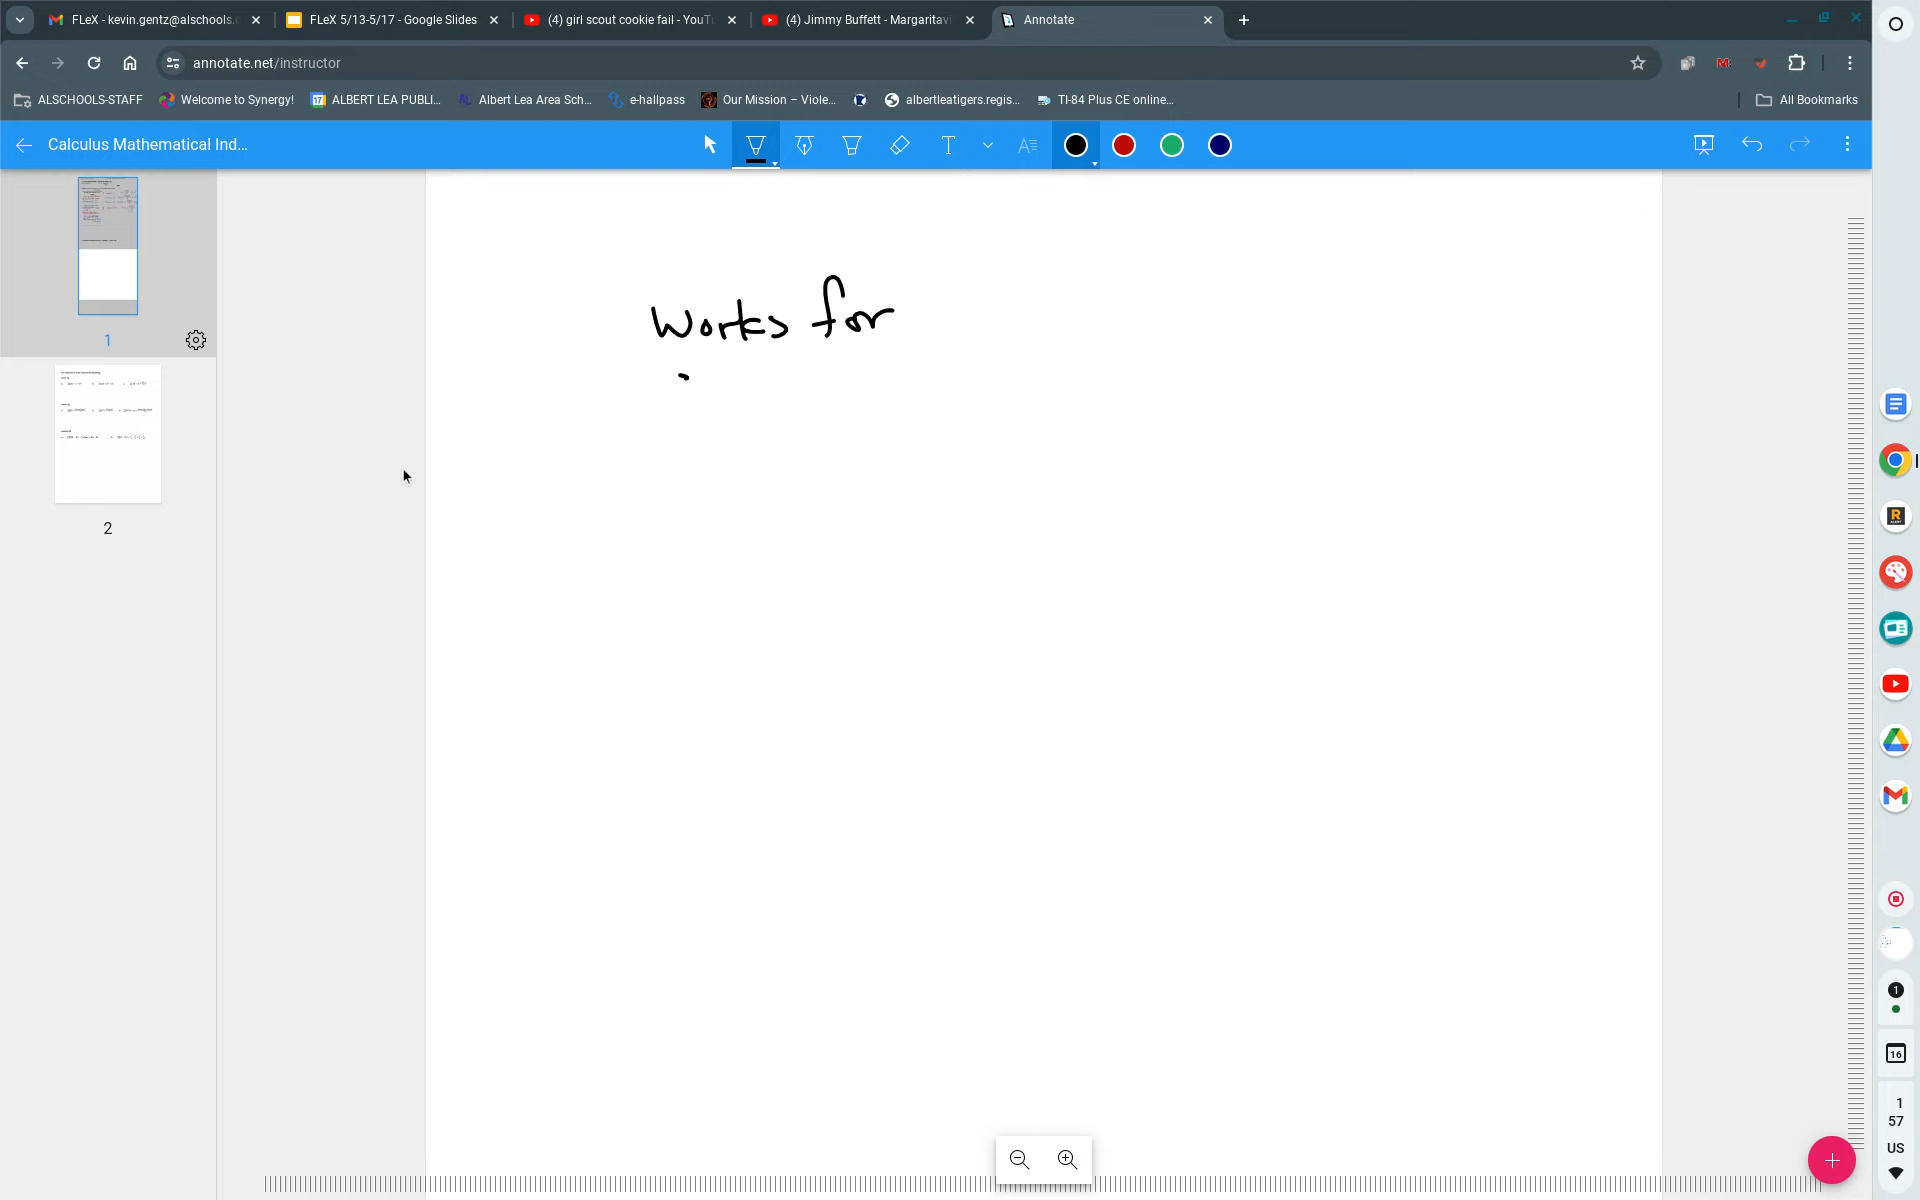 FLeX - kevin.gentz@alschools.
FLeX 5/13-5/17 - Google Slides
(4) girl scout cookie fail - YouTu
(4) Jimmy Buffett - Margaritavi
Annotate
annotate.net/instructor
ALSCHOOLS-STAFF
Welcome to Synergy!
ALBERT LEA PUBLI...
Albert Lea Area Sch...
e-hallpass
Our Mission – Viole...
albertleatigers.regis...
TI-84 Plus CE online...
All Bookmarks
Calculus Mathematical Ind...
Works for
1
2
1
16
1
57
US